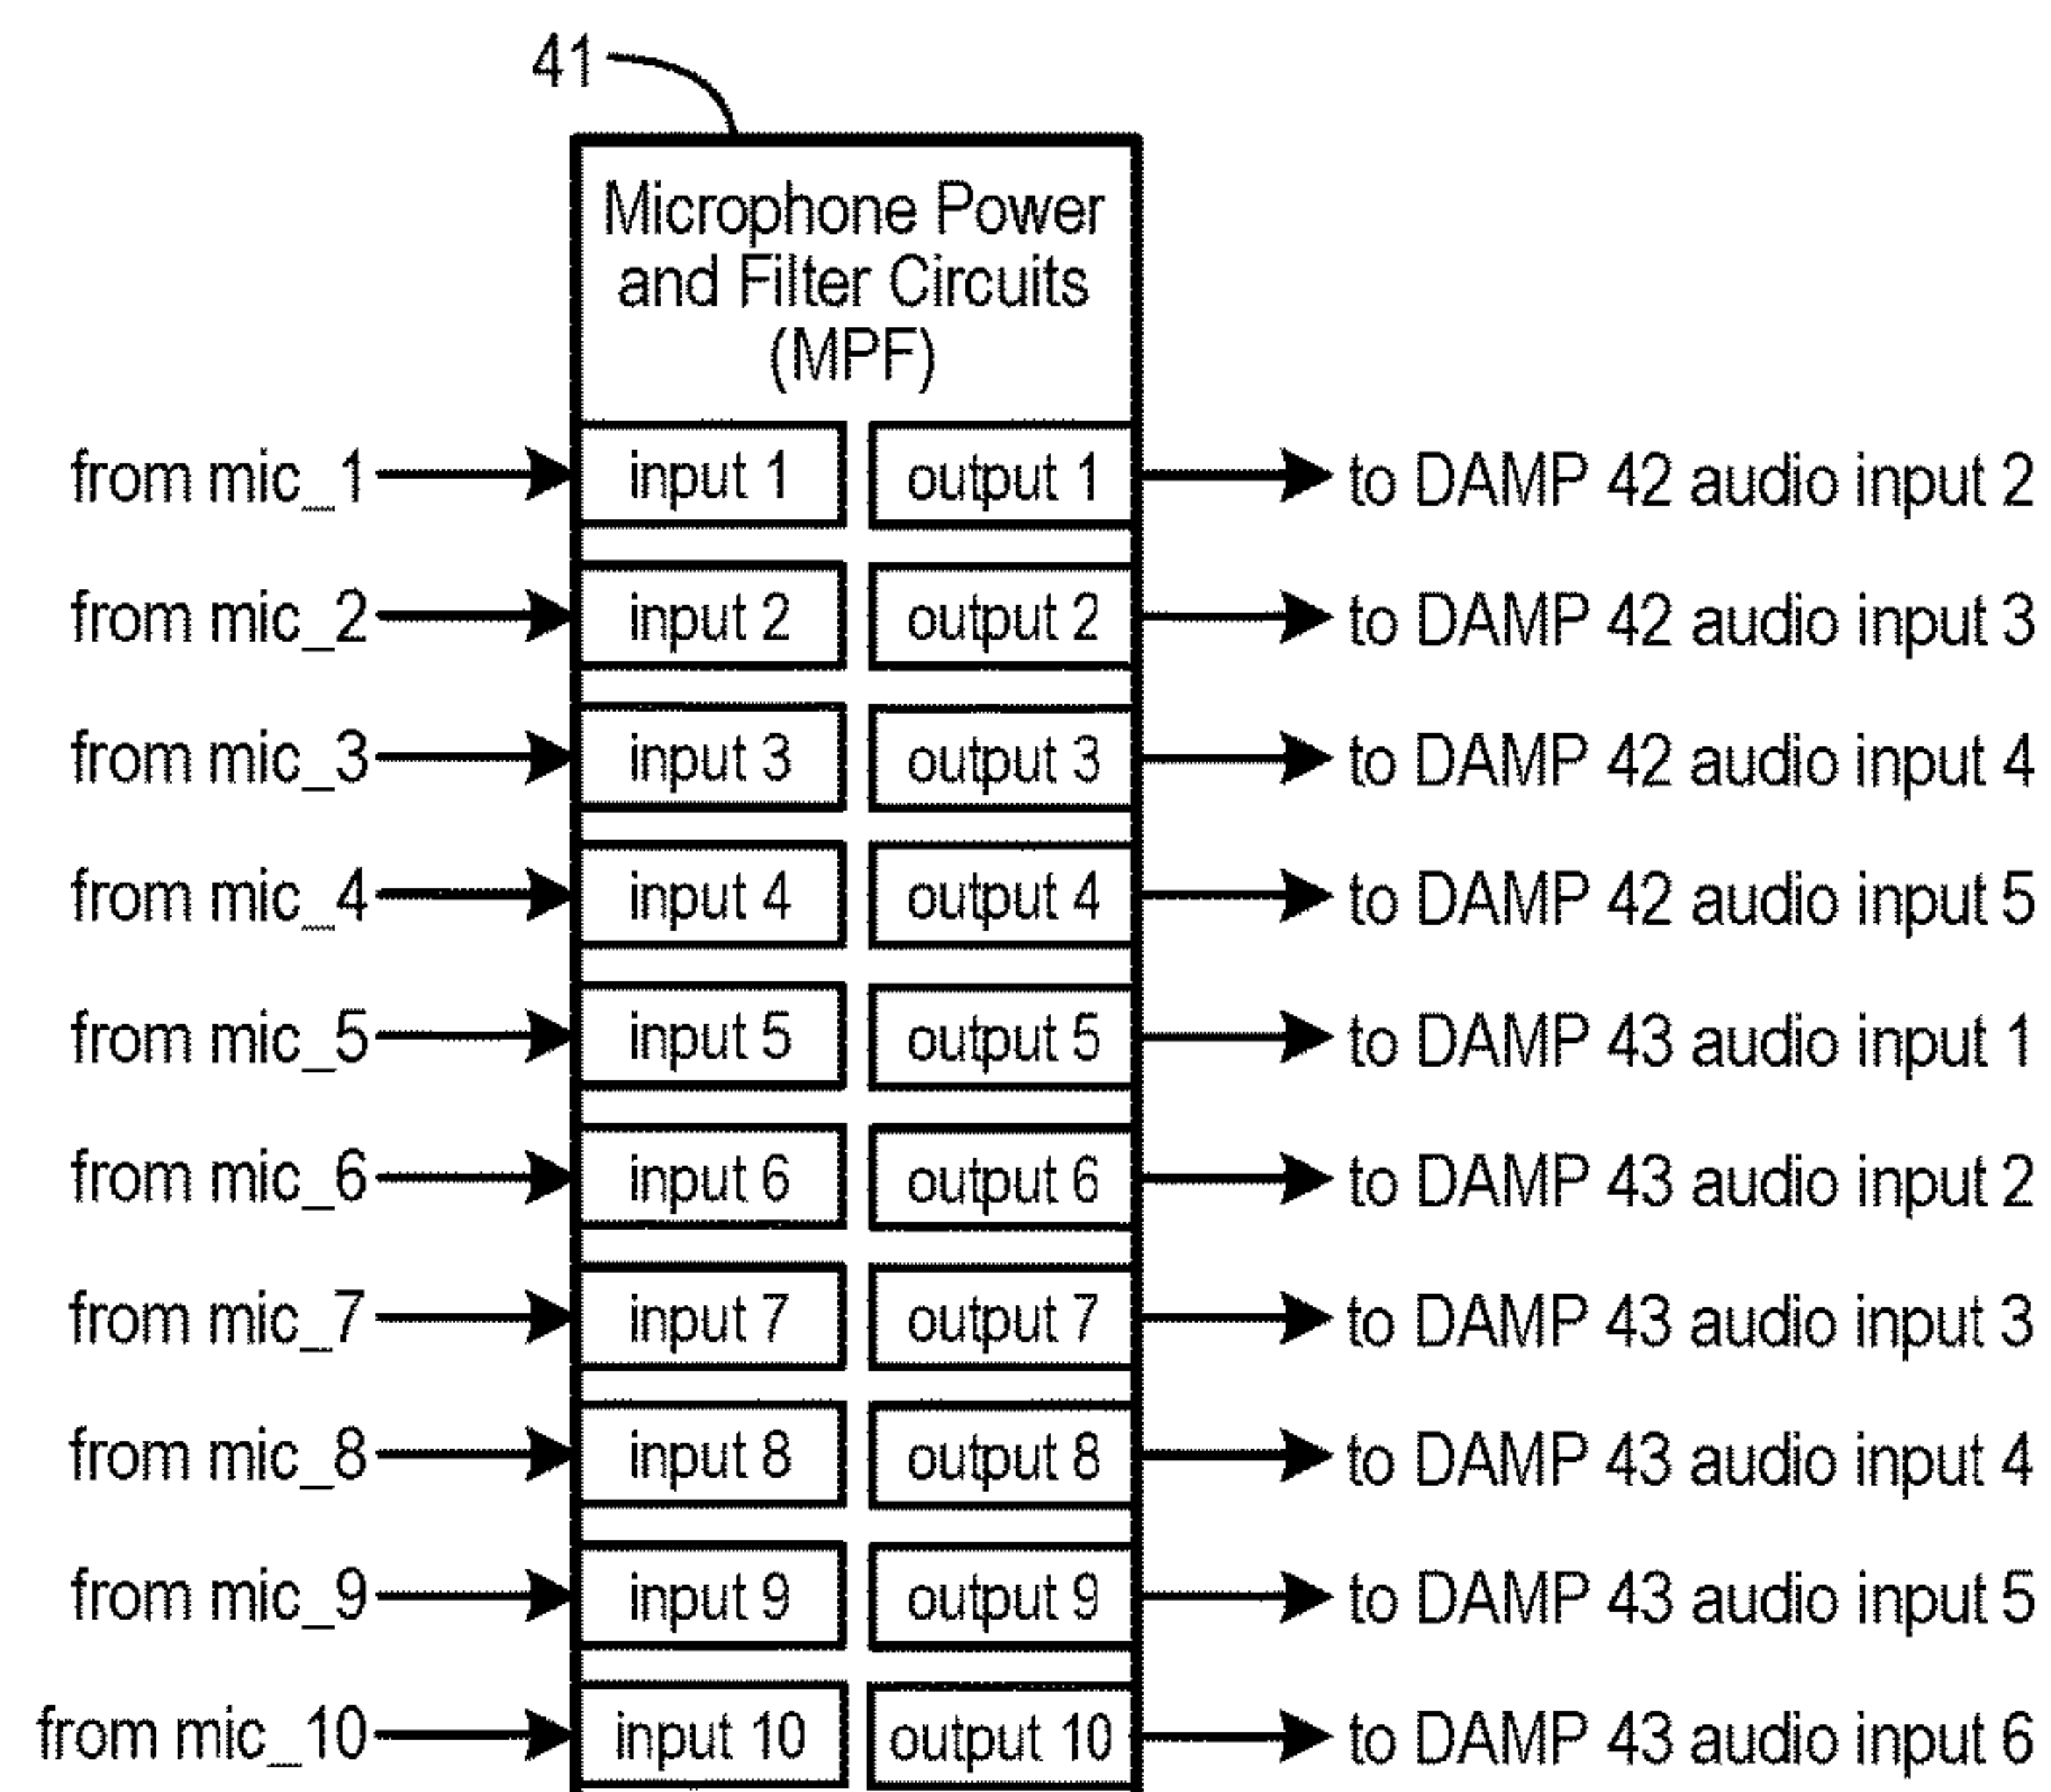 41
Microphone Power
and Filter Circuits
(MPF)
from mic_1 input 1 output 1 to DAMP 42 audio input 2
from mic_2 input 2 output 2 to DAMP 42 audio input 3
from mic_3 input 3 output 3 to DAMP 42 audio input 4
from mic_4 input 4 output 4 to DAMP 42 audio input 5
from mic_5 input 5 output 5 to DAMP 43 audio input 1
from mic_6 input 6 output 6 to DAMP 43 audio input 2
from mic_7 input 7 output 7 to DAMP 43 audio input 3
from mic_8 input 8 output 8 to DAMP 43 audio input 4
from mic_9 input 9 output 9 to DAMP 43 audio input 5
from mic_10 input 10 output 10 to DAMP 43 audio input 6